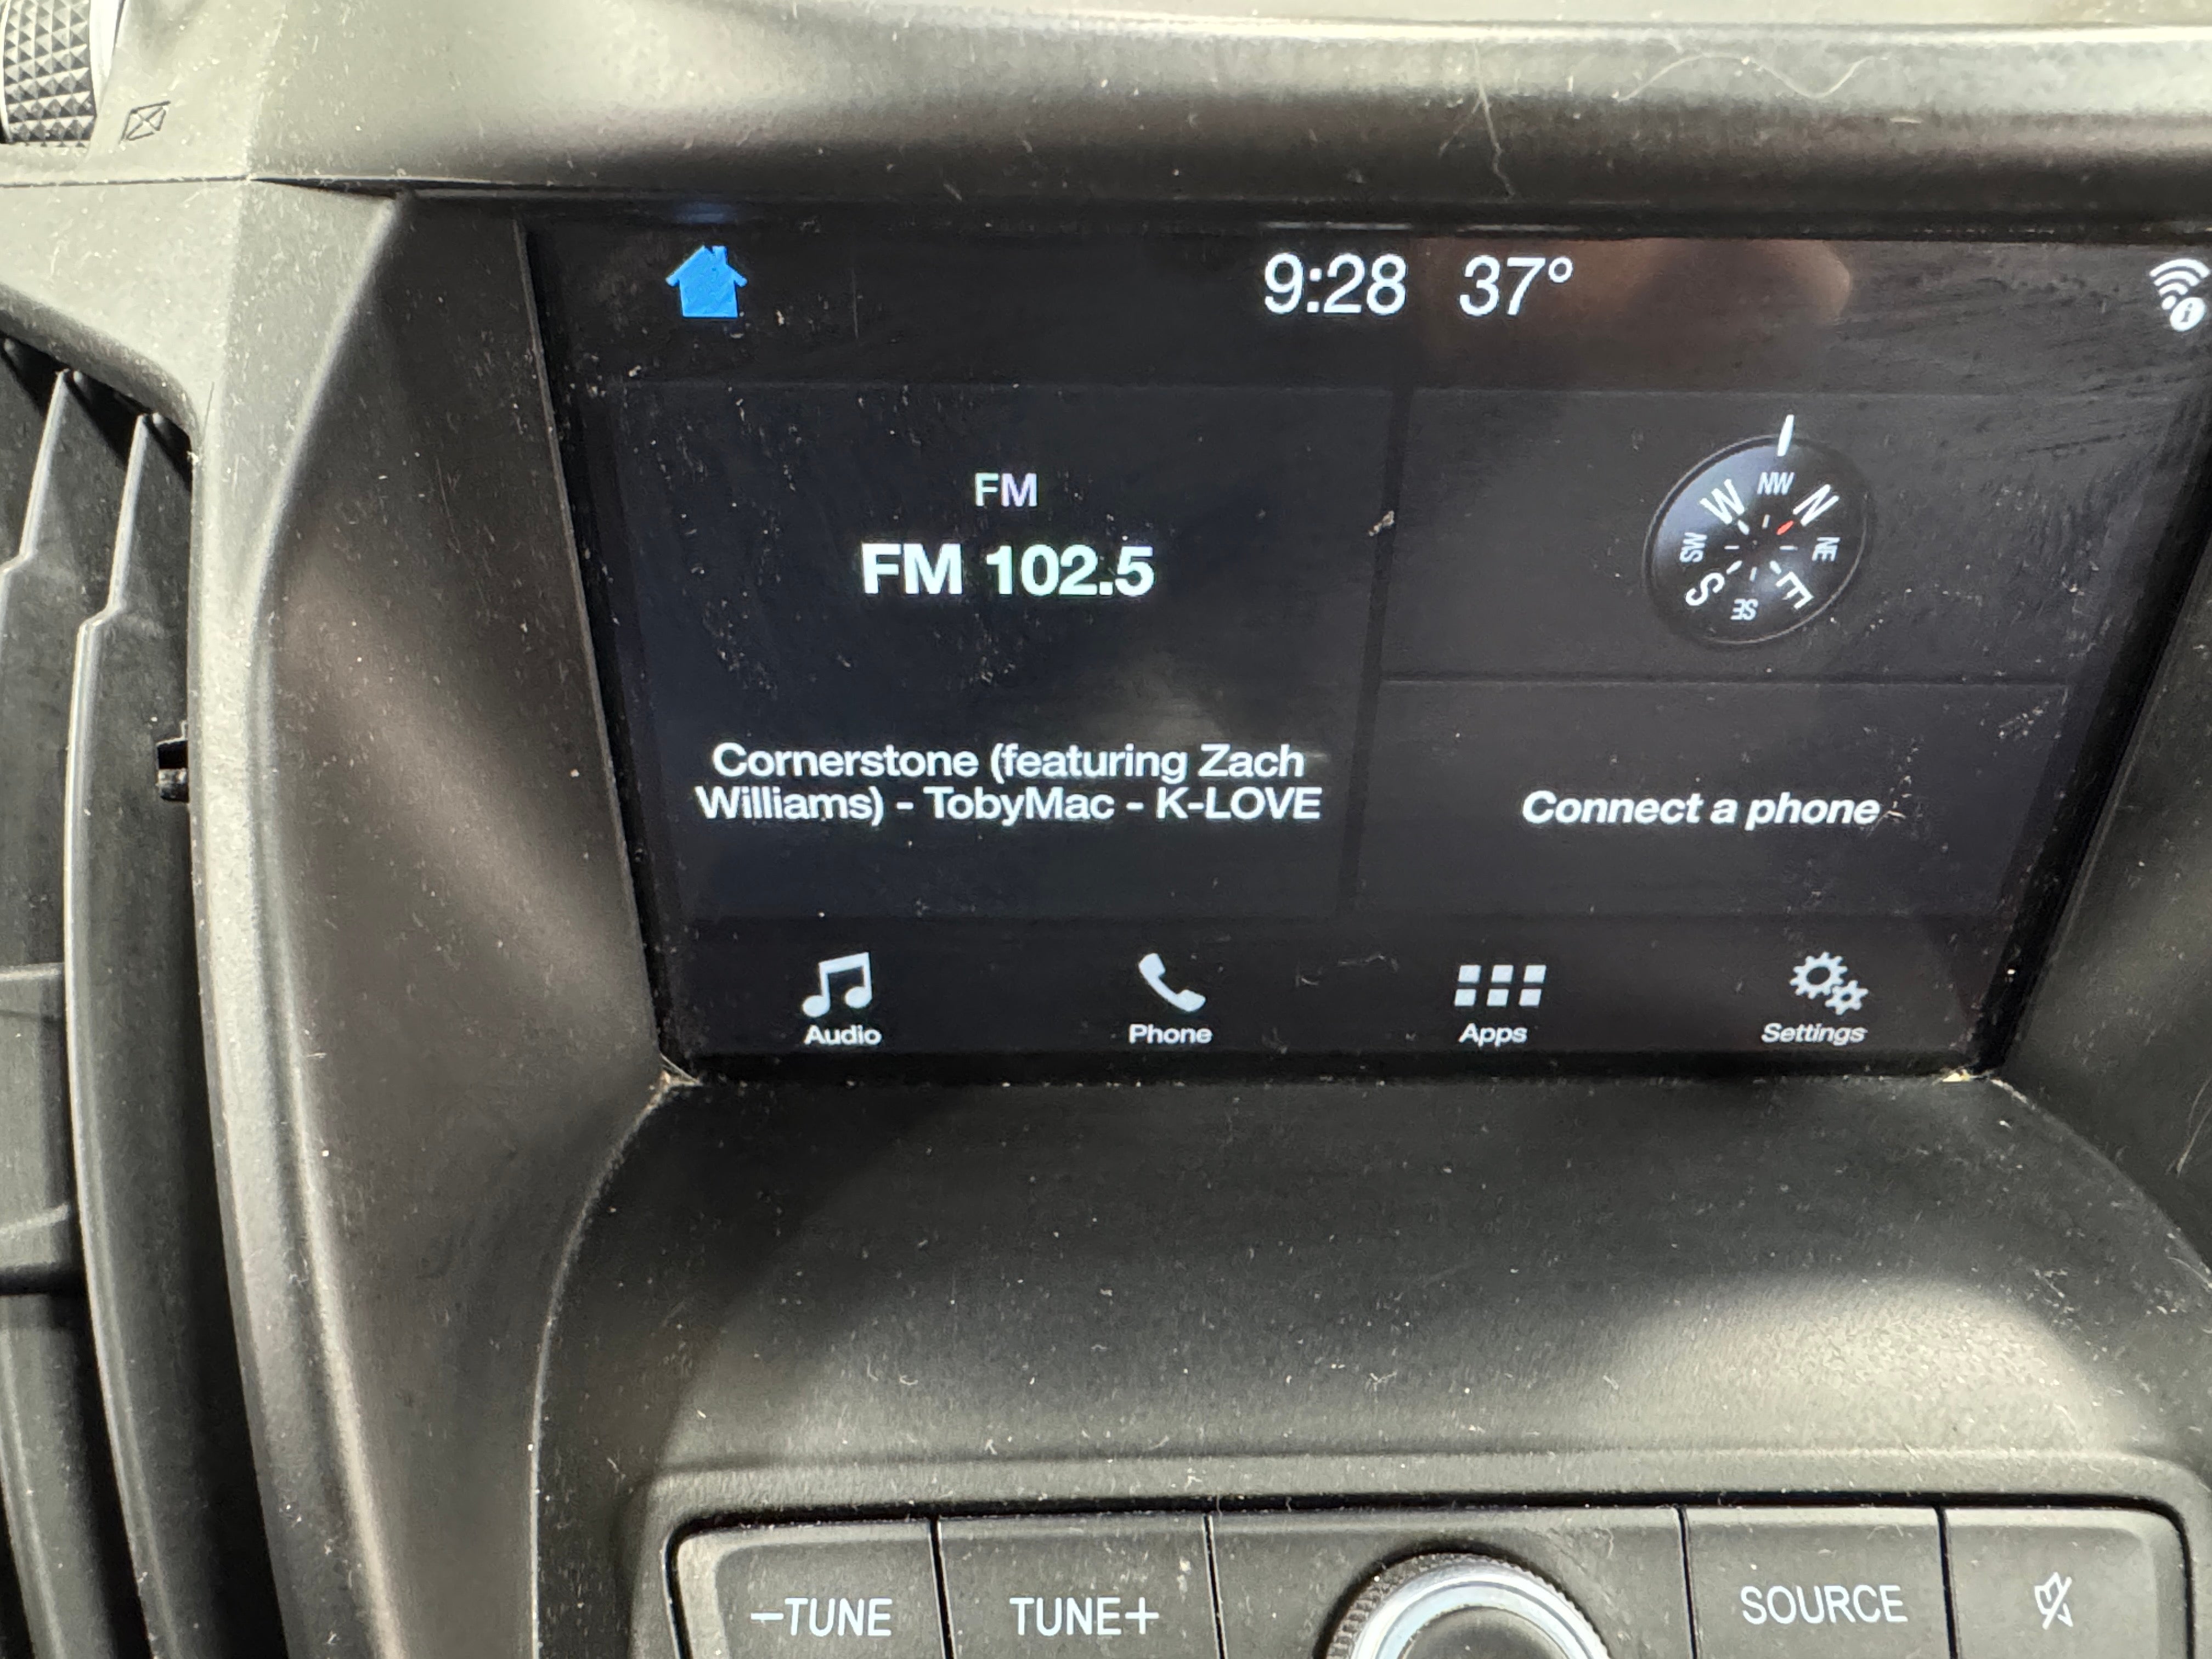 9:28 37°
FM
FM 102.5
NW
W N
SW NE
S E
SE
Cornerstone (featuring Zach
Williams) - TobyMac - K-LOVE
Connect a phone
Audio Phone Apps Settings
−TUNE TUNE+ SOURCE